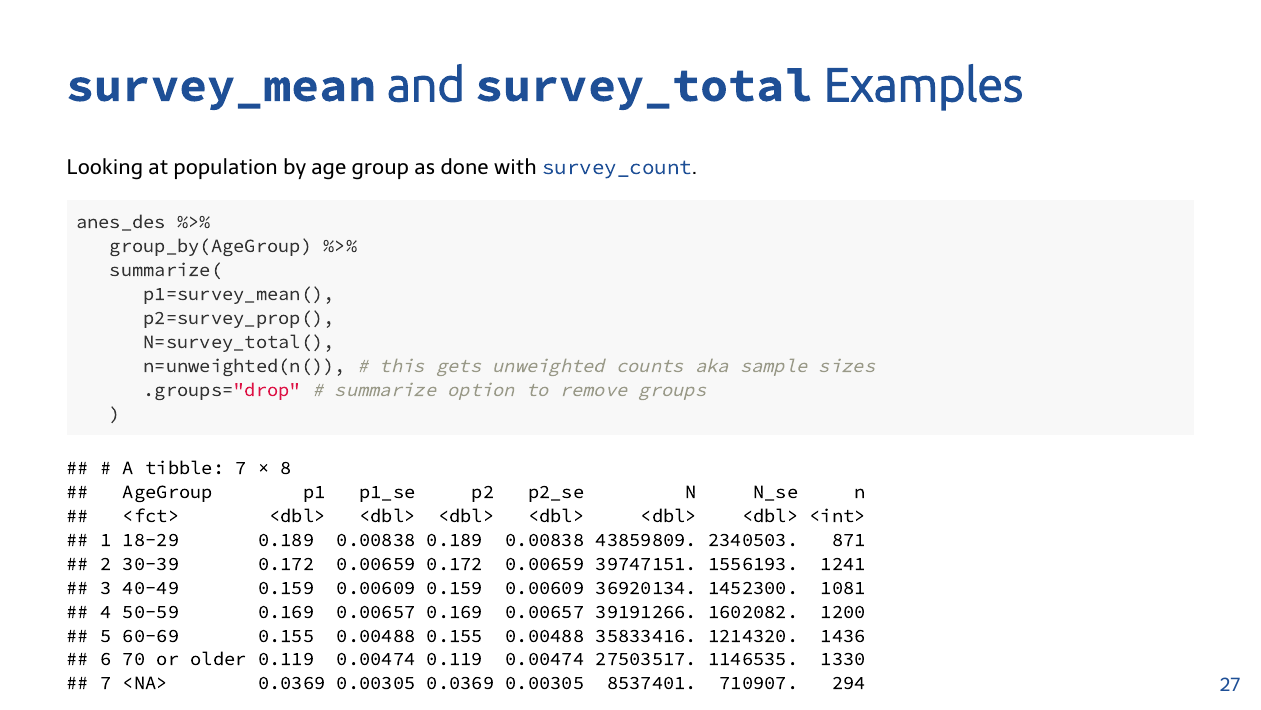 survey_mean and survey_total Examples
Looking at population by age group as done with survey_count.
anes_des %>%
   group_by(AgeGroup) %>%
   summarize(
      p1=survey_mean(),
      p2=survey_prop(),
      N=survey_total(),
      n=unweighted(n()), # this gets unweighted counts aka sample sizes
      .groups="drop" # summarize option to remove groups
   )
## # A tibble: 7 × 8
##   AgeGroup        p1   p1_se     p2   p2_se         N     N_se     n
##   <fct>        <dbl>   <dbl>  <dbl>   <dbl>     <dbl>    <dbl> <int>
## 1 18-29       0.189  0.00838 0.189  0.00838 43859809. 2340503.   871
## 2 30-39       0.172  0.00659 0.172  0.00659 39747151. 1556193.  1241
## 3 40-49       0.159  0.00609 0.159  0.00609 36920134. 1452300.  1081
## 4 50-59       0.169  0.00657 0.169  0.00657 39191266. 1602082.  1200
## 5 60-69       0.155  0.00488 0.155  0.00488 35833416. 1214320.  1436
## 6 70 or older 0.119  0.00474 0.119  0.00474 27503517. 1146535.  1330
## 7 <NA>        0.0369 0.00305 0.0369 0.00305  8537401.  710907.   294
27